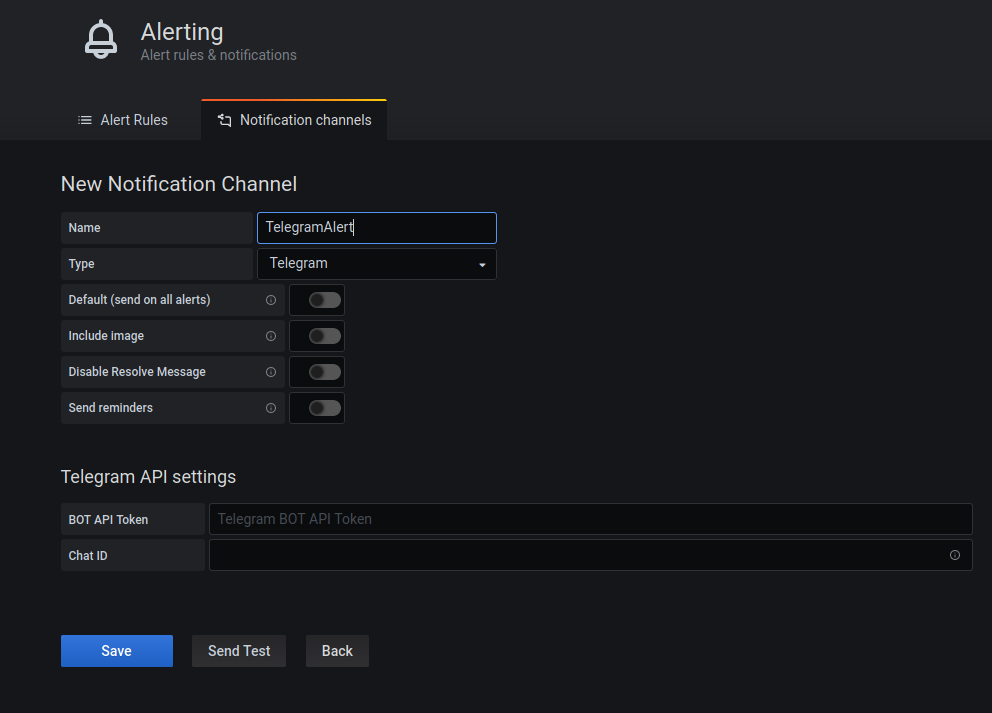 Alerting
Alert rules & notifications
Alert Rules
Notification channels
New Notification Channel
Name
TelegramAlert
Type
Telegram
Default (send on all alerts)
Include image
Disable Resolve Message
Send reminders
Telegram API settings
BOT API Token
Telegram BOT API Token
Chat ID
Save
Send Test
Back